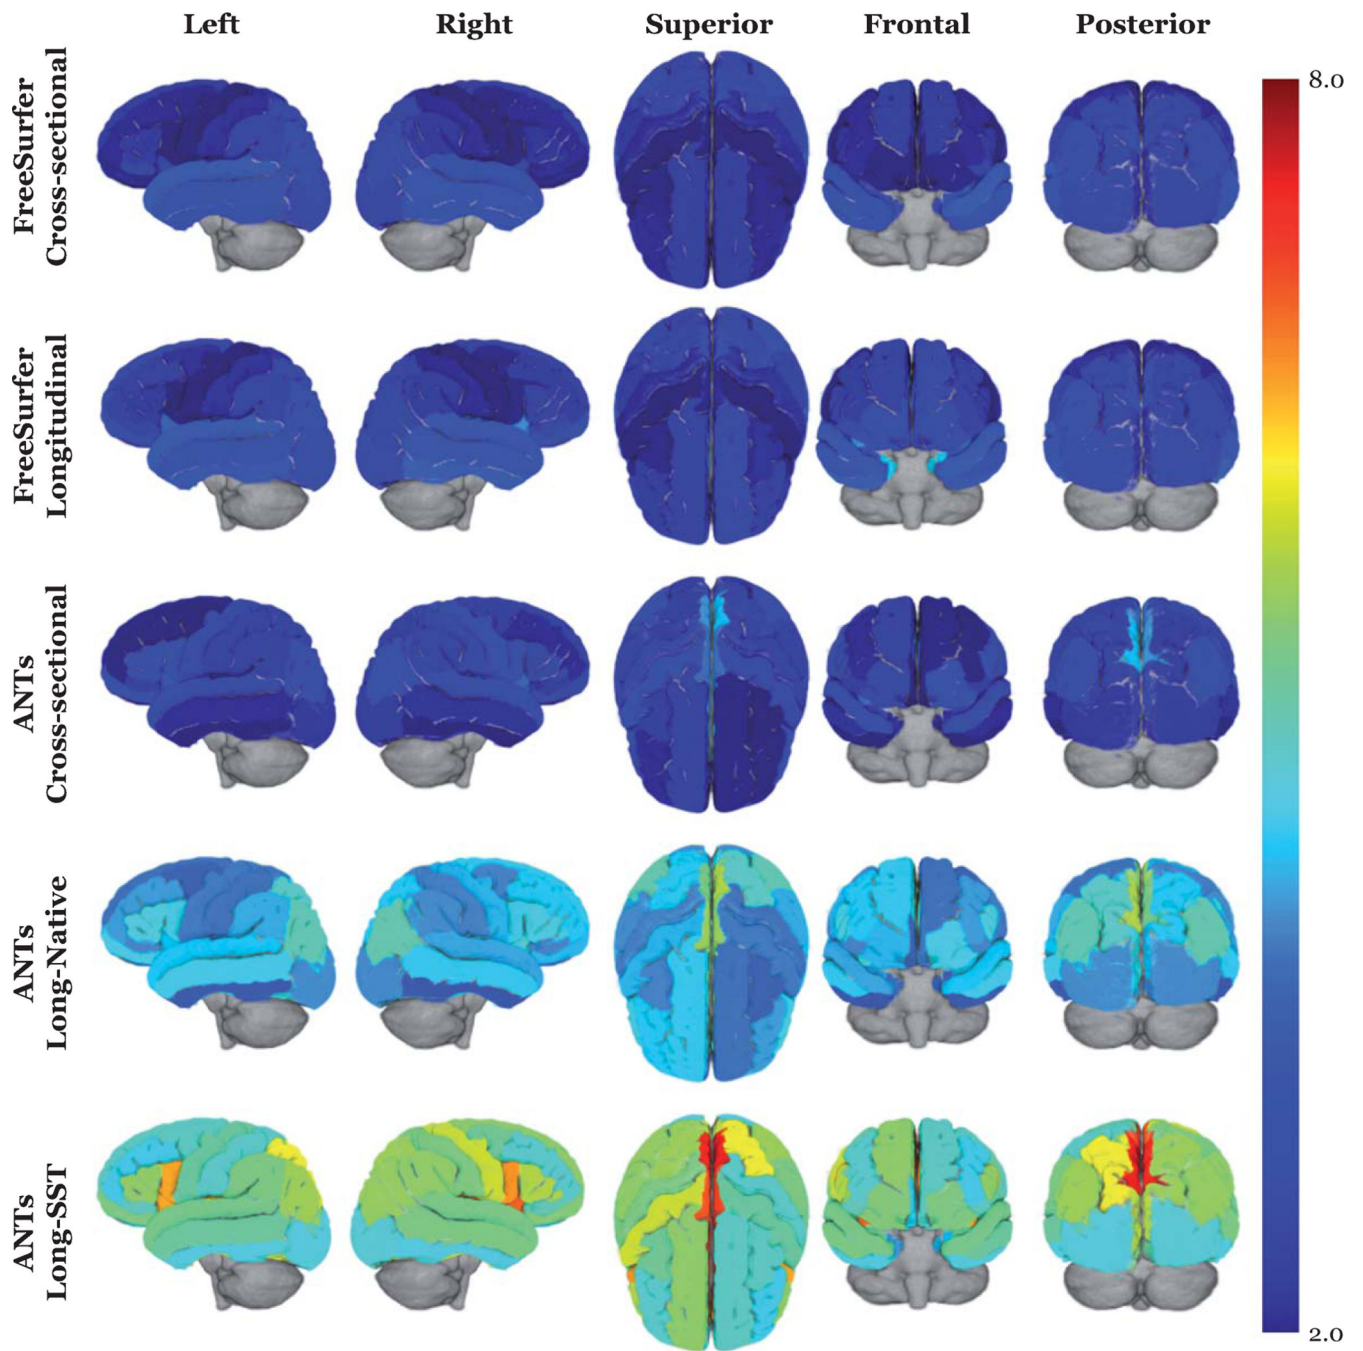 Left Right Superior Frontal Posterior
FreeSurfer
Cross-sectional
8.0
FreeSurfer
Longitudinal
ANTs
Cross-sectional
ANTs
Long-Native
ANTs
Long-SST
2.0